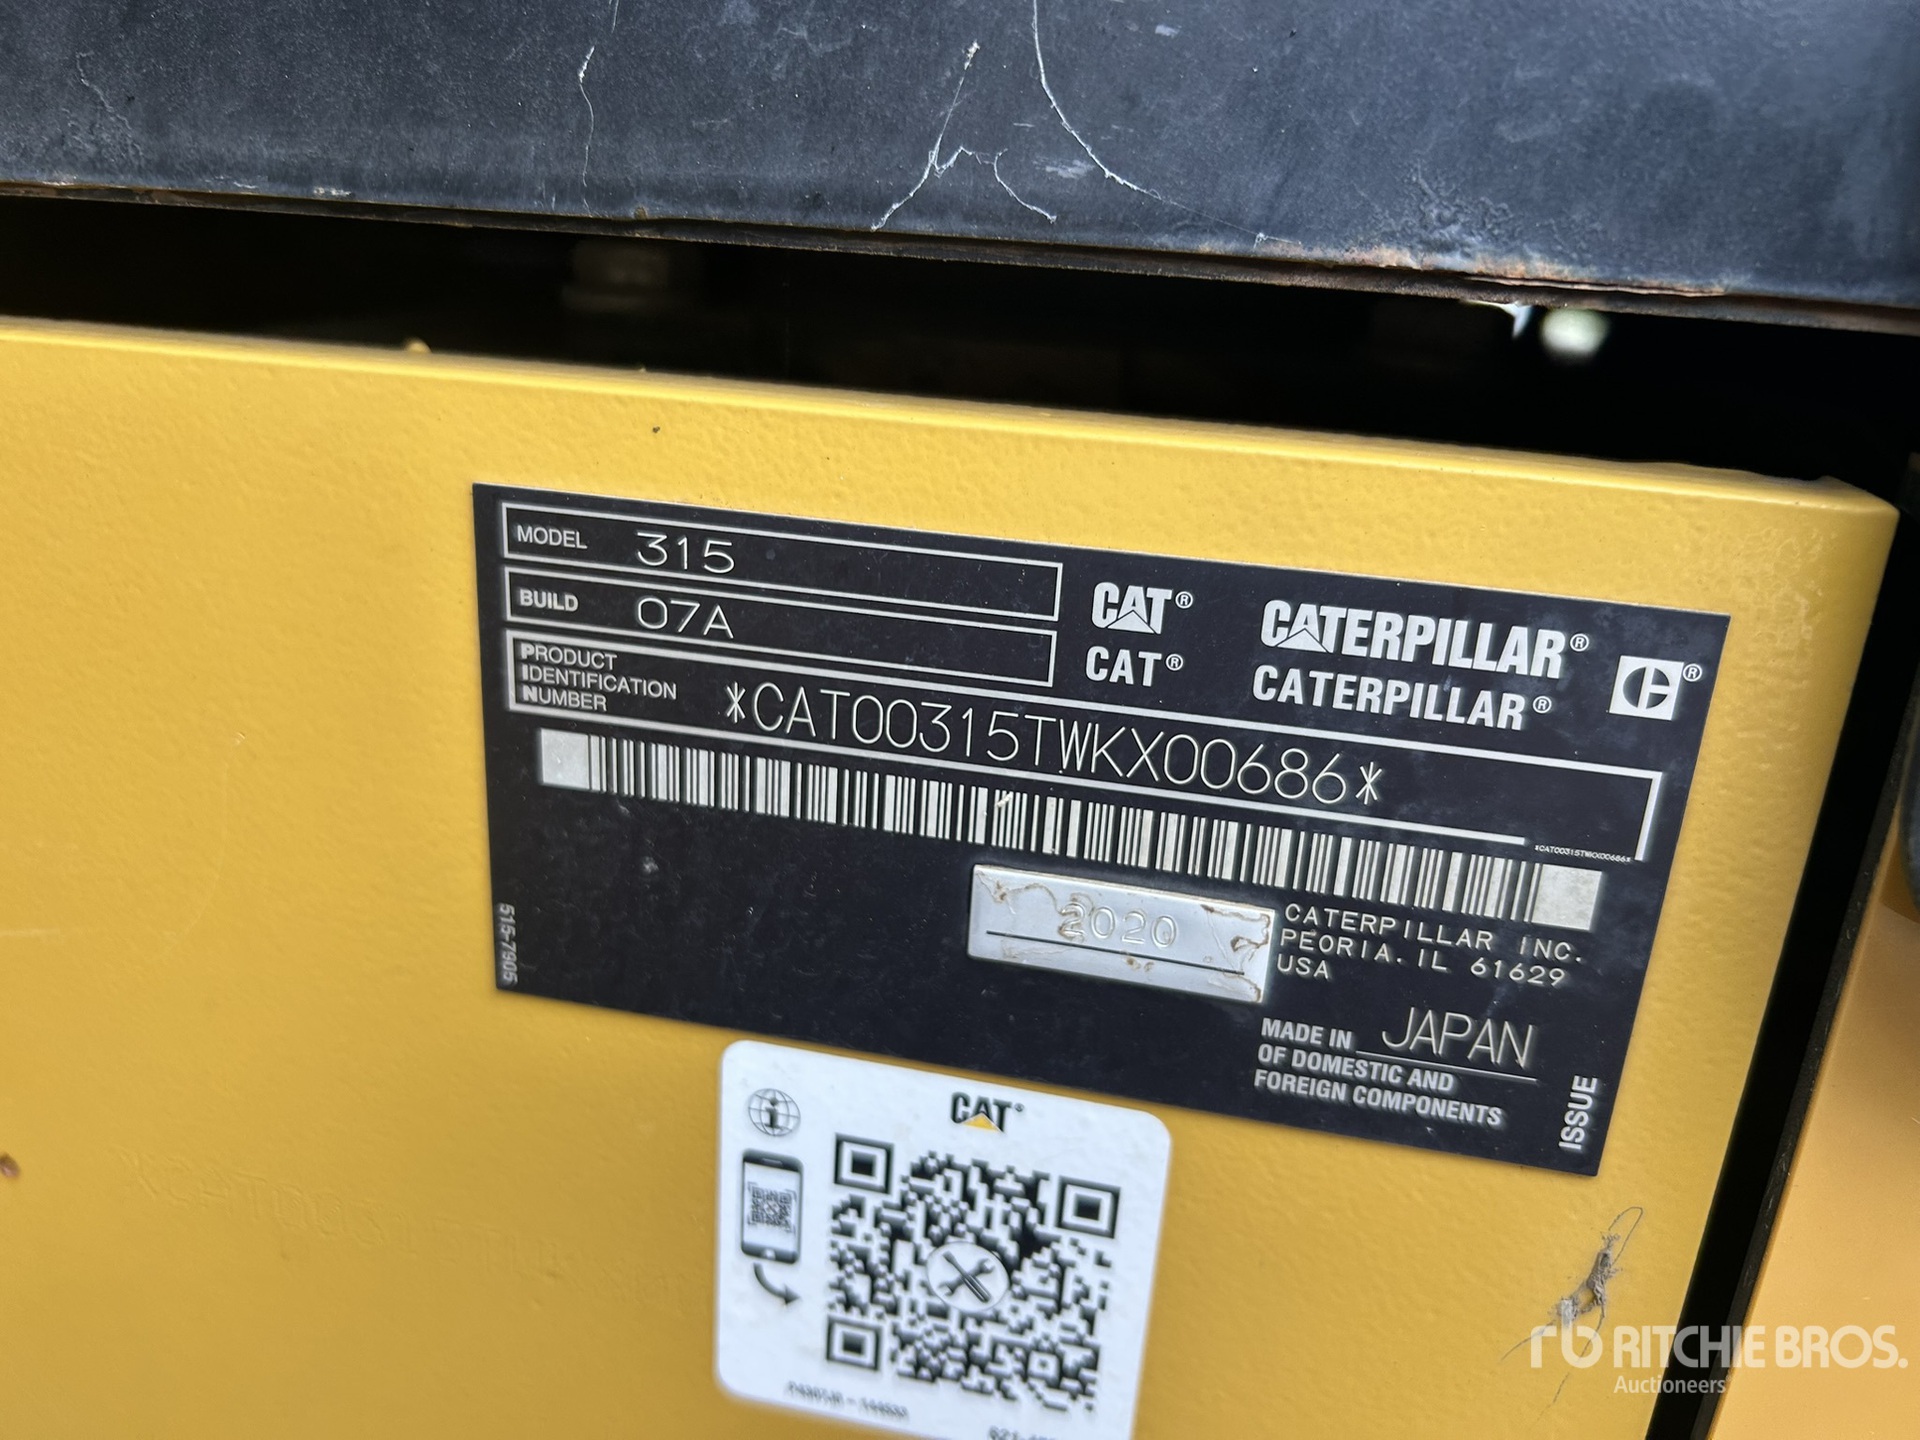 MODEL 315
BUILD 07A
CAT® CATERPILLAR®
CAT® CATERPILLAR® ®
PRODUCT
IDENTIFICATION
NUMBER
*CAT00315TWKX00686*
*CAT00315TWKX00686*
2020
CATERPILLAR INC.
PEORIA. IL 61629
USA
MADE IN JAPAN
OF DOMESTIC AND
FOREIGN COMPONENTS
ISSUE
515-7905
CAT®
RITCHIE BROS.
Auctioneers